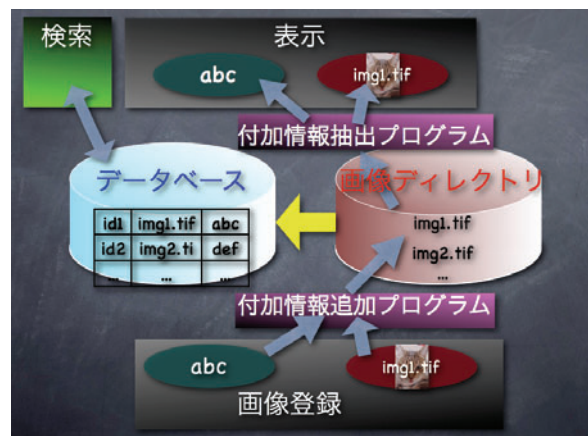 検索
表示
abc
img1.tif
付加情報抽出プログラム
データベース
画像ディレクトリ
id1 img1.tif abc
id2 img2.ti def
... ... ...
img1.tif
img2.tif
...
付加情報追加プログラム
abc
img1.tif
画像登録